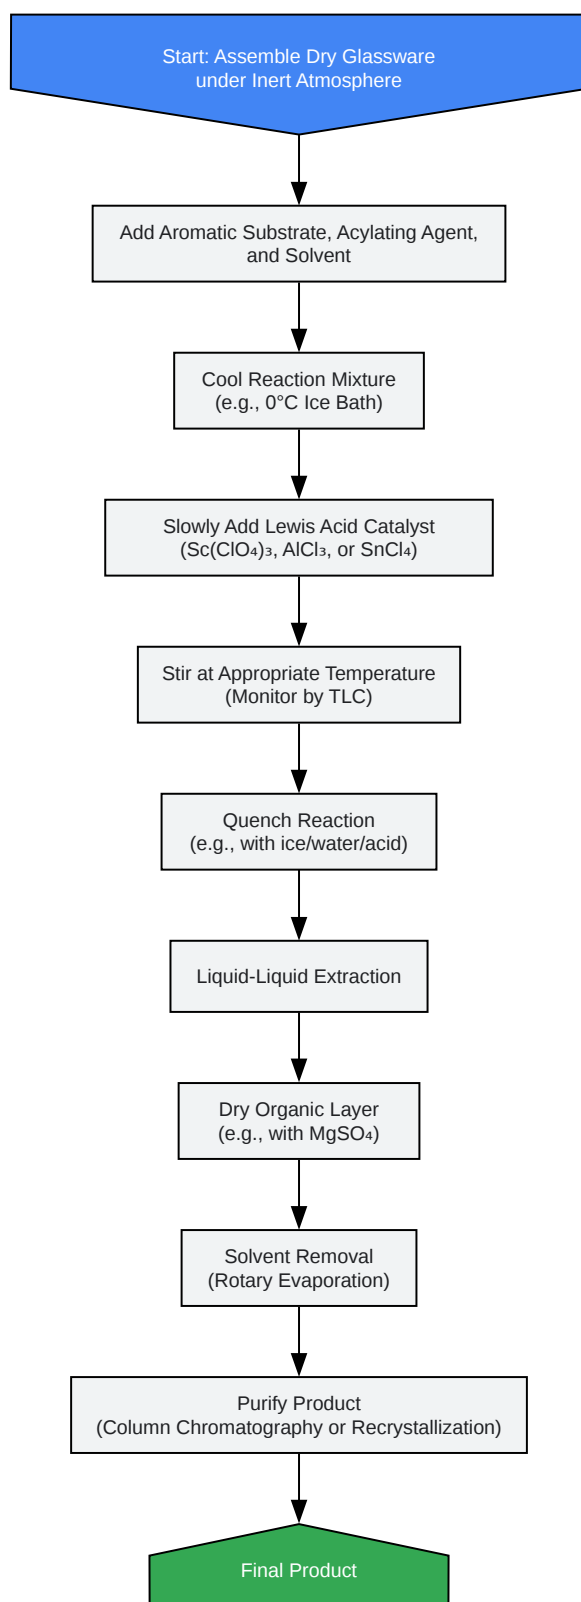 Start: Assemble Dry Glassware
under Inert Atmosphere
Add Aromatic Substrate, Acylating Agent,
and Solvent
Cool Reaction Mixture
(e.g., 0°C Ice Bath)
Slowly Add Lewis Acid Catalyst
(Sc(ClO₄)₃, AlCl₃, or SnCl₄)
Stir at Appropriate Temperature
(Monitor by TLC)
Quench Reaction
(e.g., with ice/water/acid)
Liquid-Liquid Extraction
Dry Organic Layer
(e.g., with MgSO₄)
Solvent Removal
(Rotary Evaporation)
Purify Product
(Column Chromatography or Recrystallization)
Final Product